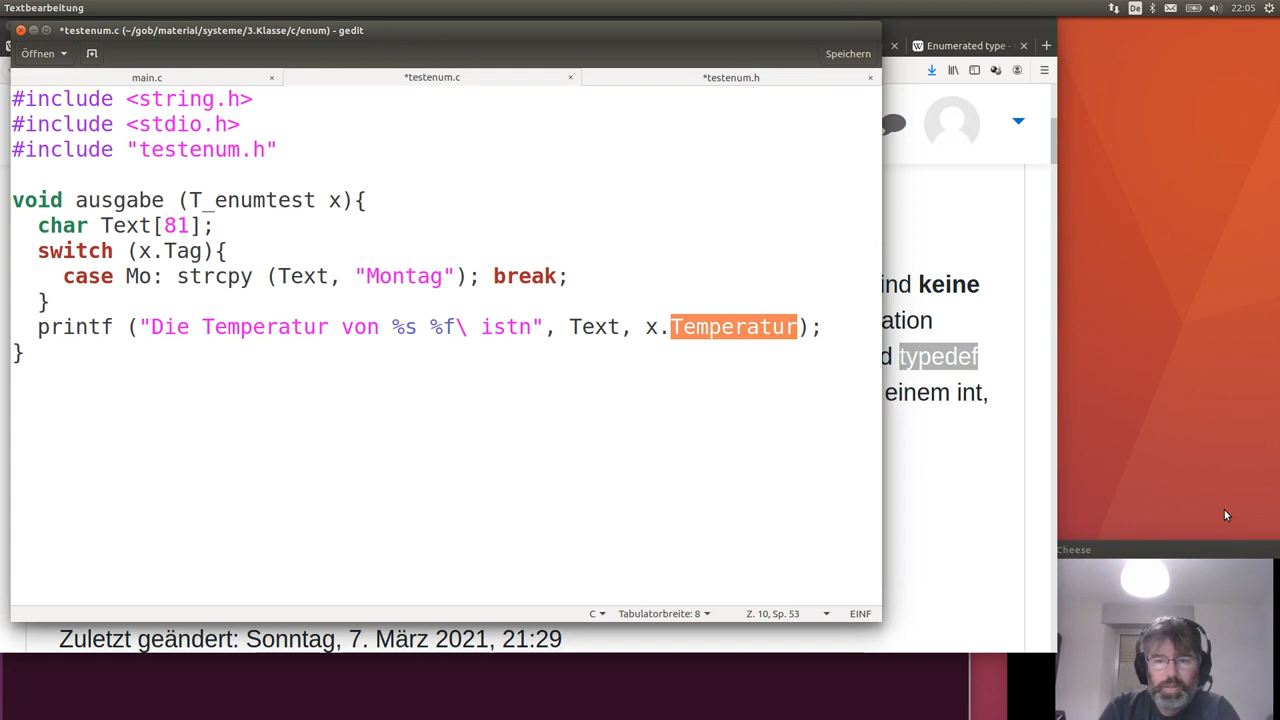 Textbearbeitung
De
22:05
*testenum.c (~/gob/material/systeme/3.Klasse/c/enum) - gedit
Enumerated type -
Öffnen
Speichern
main.c
*testenum.c
*testenum.h
#include <string.h>
#include <stdio.h>
#include "testenum.h"
void ausgabe (T_enumtest x){
char Text[81];
switch (x.Tag){
case Mo: strcpy (Text, "Montag"); break;
}
printf ("Die Temperatur von %s %f\ istn", Text, x.Temperatur);
}
ind keine
ation
d typedef
einem int,
C
Tabulatorbreite: 8
Z. 10, Sp. 53
EINF
Cheese
Zuletzt geändert: Sonntag, 7. März 2021, 21:29